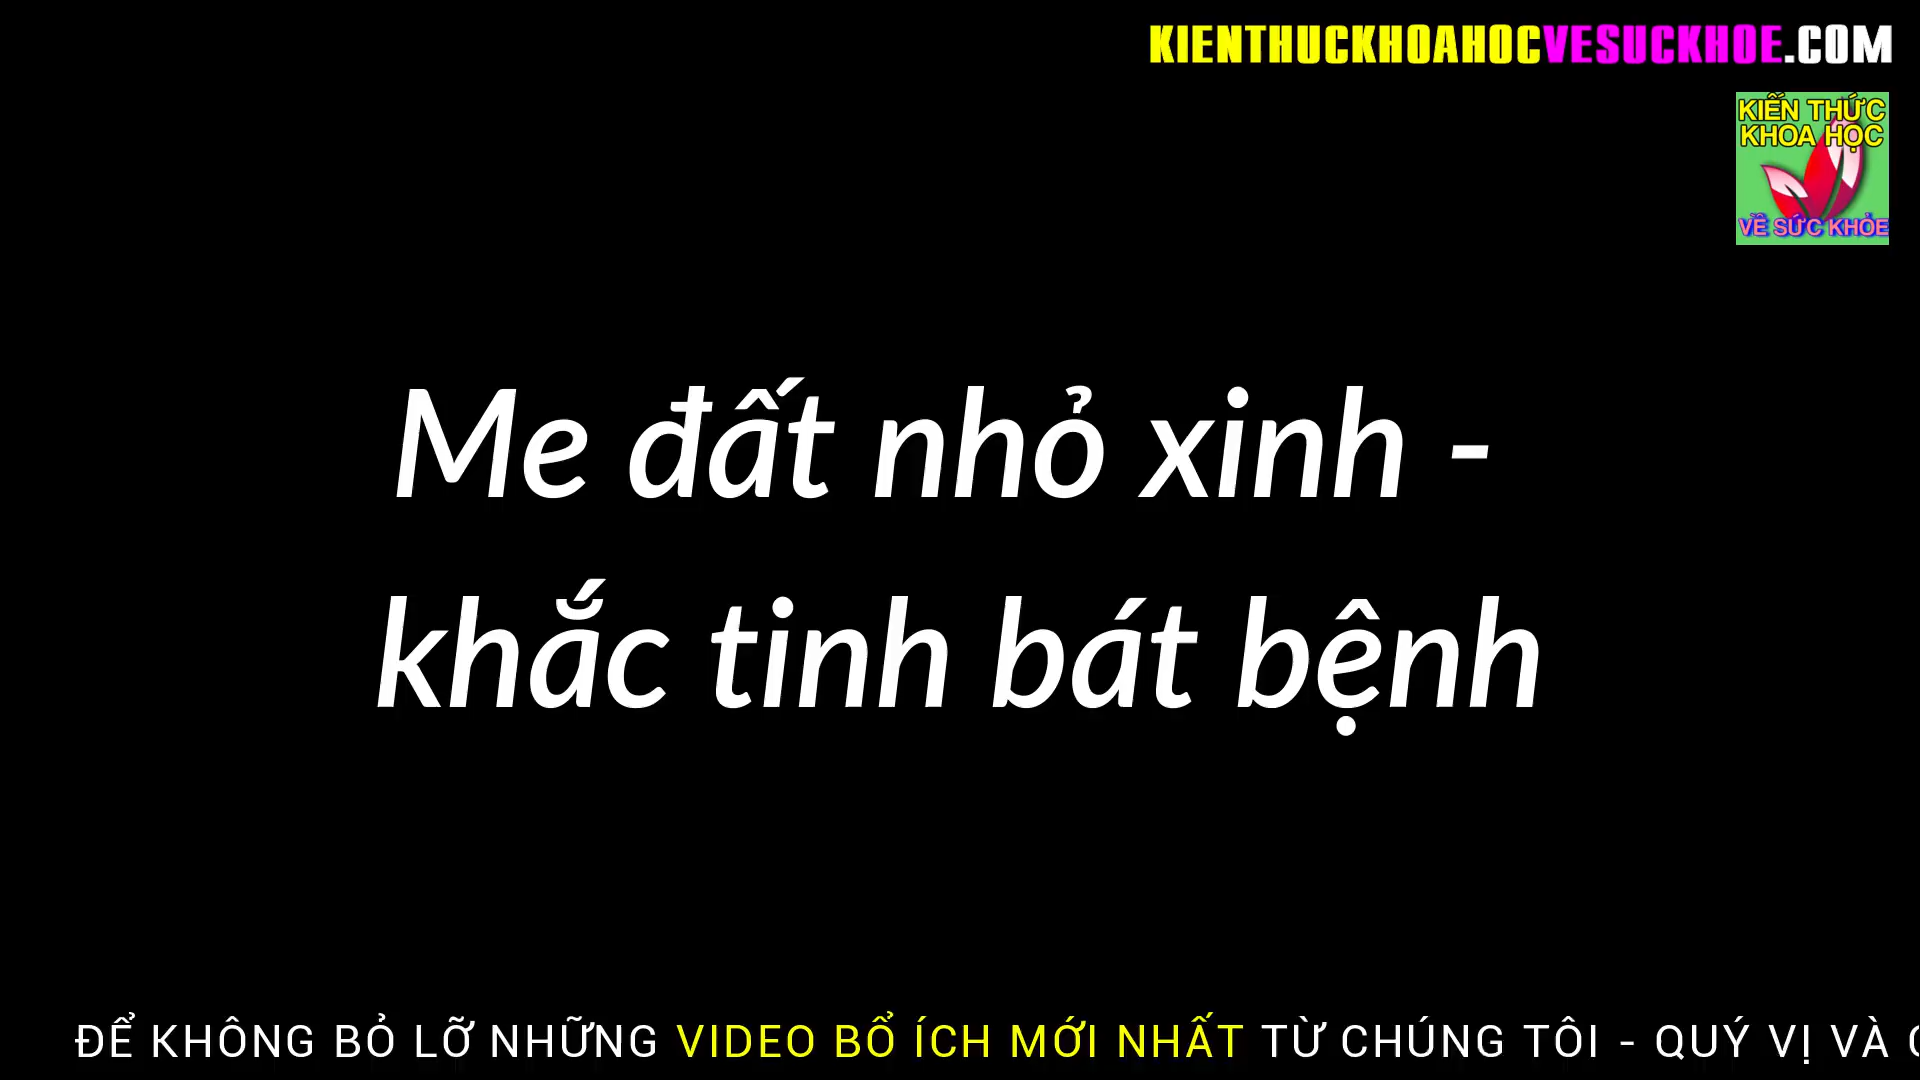 KIENTHUCKHOAHOCVESUCKHOE.COM
KIẾN THỨC
KHOA HỌC
VỀ SỨC KHỎE
Me đất nhỏ xinh -
khắc tinh bát bệnh
ĐỂ KHÔNG BỎ LỠ NHỮNG VIDEO BỔ ÍCH MỚI NHẤT TỪ CHÚNG TÔI - QUÝ VỊ VÀ